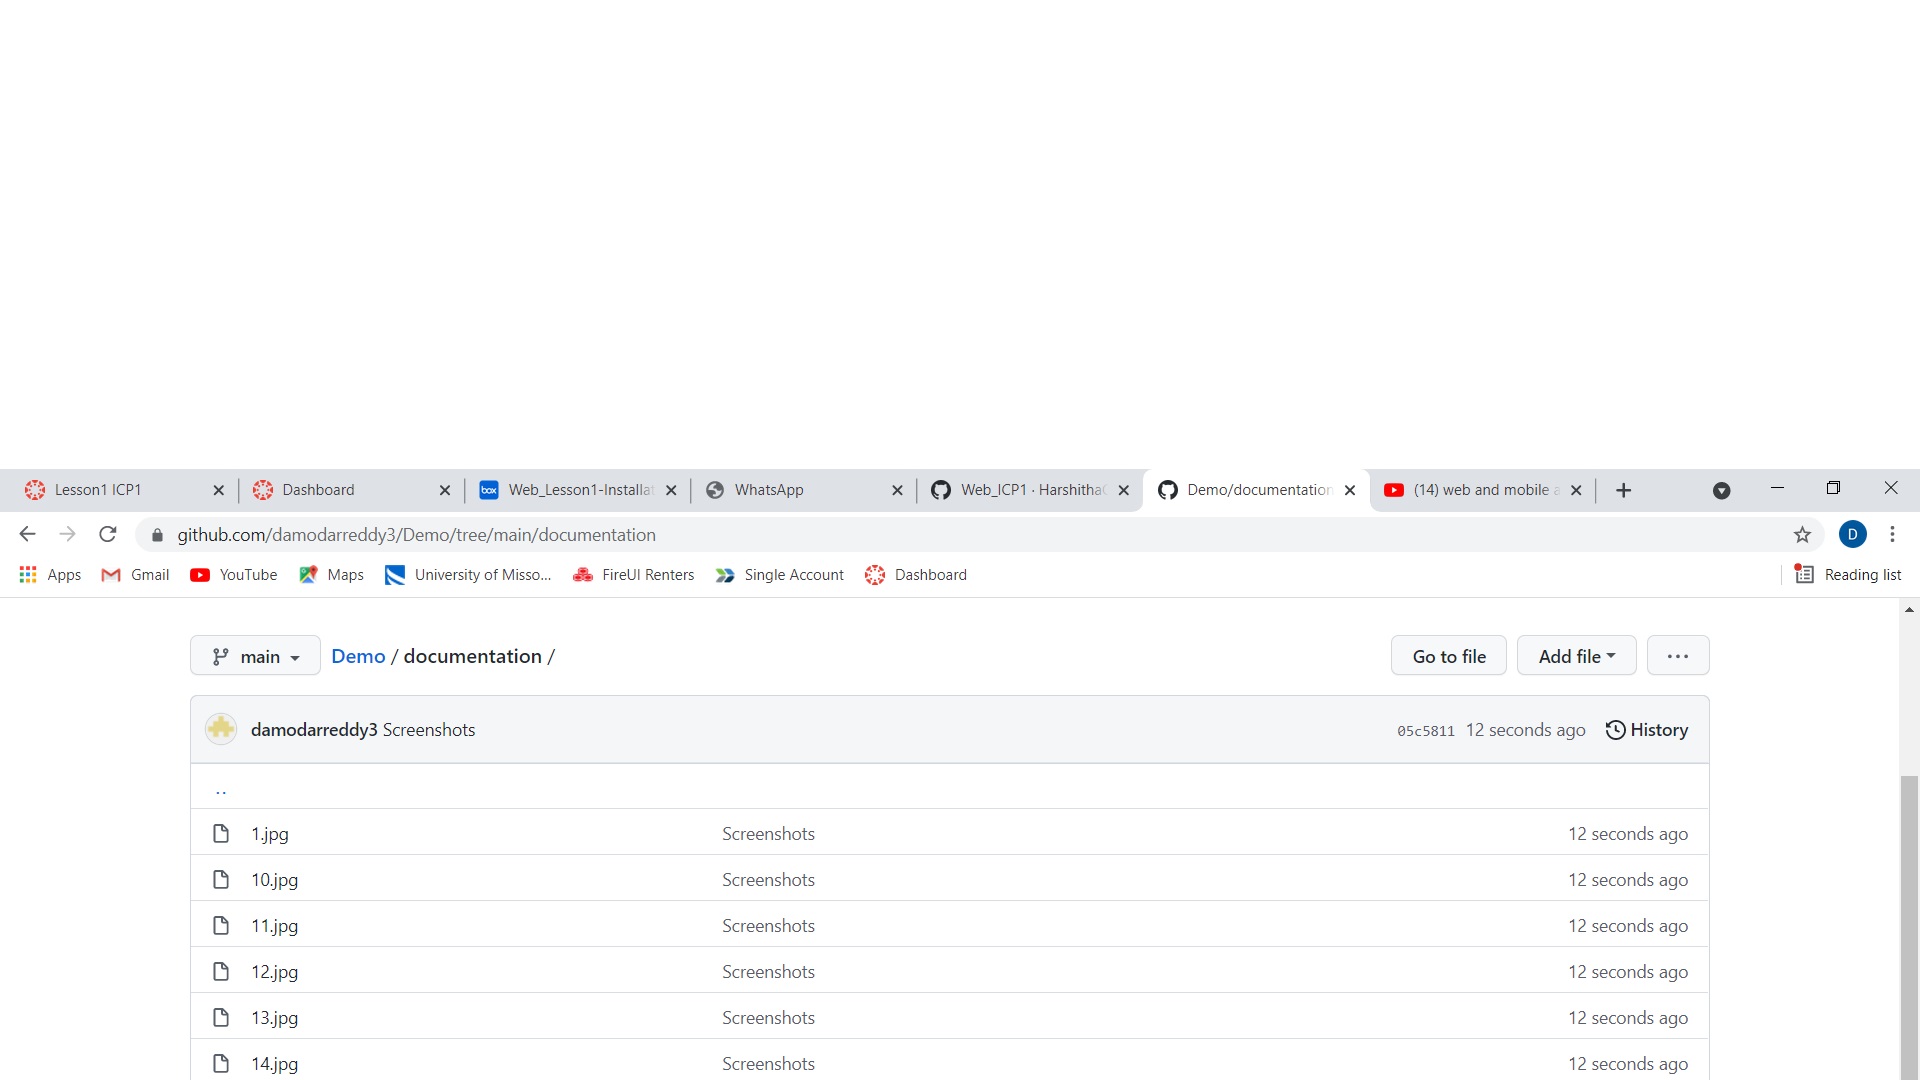 Lesson1 ICP1 Dashboard box Web_Lesson1-Installat WhatsApp Web_ICP1 · Harshitha Demo/documentation (14) web and mobile a
github.com/damodarreddy3/Demo/tree/main/documentation D
Apps Gmail YouTube Maps University of Misso... FireUI Renters Single Account Dashboard Reading list
main Demo / documentation / Go to file Add file ...
damodarreddy3 Screenshots 05c5811 12 seconds ago History
..
1.jpg Screenshots 12 seconds ago
10.jpg Screenshots 12 seconds ago
11.jpg Screenshots 12 seconds ago
12.jpg Screenshots 12 seconds ago
13.jpg Screenshots 12 seconds ago
14.jpg Screenshots 12 seconds ago